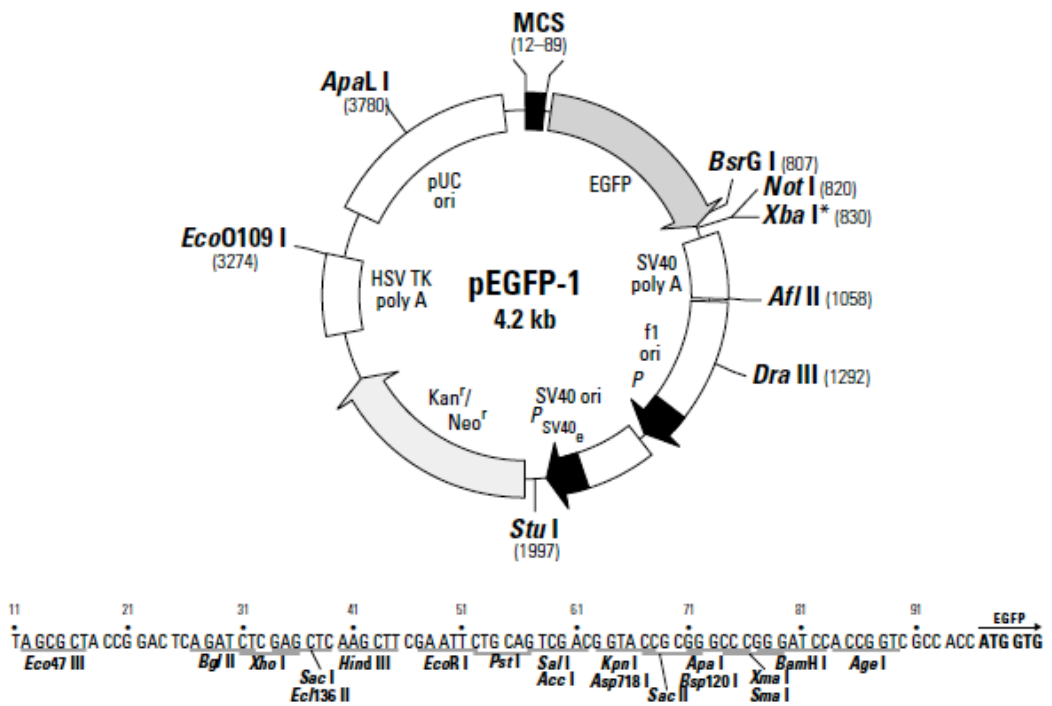 MCS
(12–89)
ApaL I
(3780)
BsrG I (807)
Not I (820)
Xba I* (830)
pUC
ori
EGFP
EcoO109 I
(3274)
HSV TK
poly A
pEGFP-1
4.2 kb
SV40
poly A
Afl II (1058)
f1
ori
P
Dra III (1292)
Kanr/
Neor
SV40 ori
PSV40e
Stu I
(1997)
11 21 31 41 51 61 71 81 91 EGFP
TA GCG CTA CCG GAC TCA GAT CTC GAG CTC AAG CTT CGA ATT CTG CAG TCG ACG GTA CCG CGG GCC CGG GAT CCA CCG GTC GCC ACC ATG GTG
Eco47 III Bgl II Xho I Hind III EcoR I Pst I Sal I Kpn I Apa I BamH I Age I
Sac I Acc I Asp718 I Bsp120 I Xma I
Ecl136 II Sac II Sma I